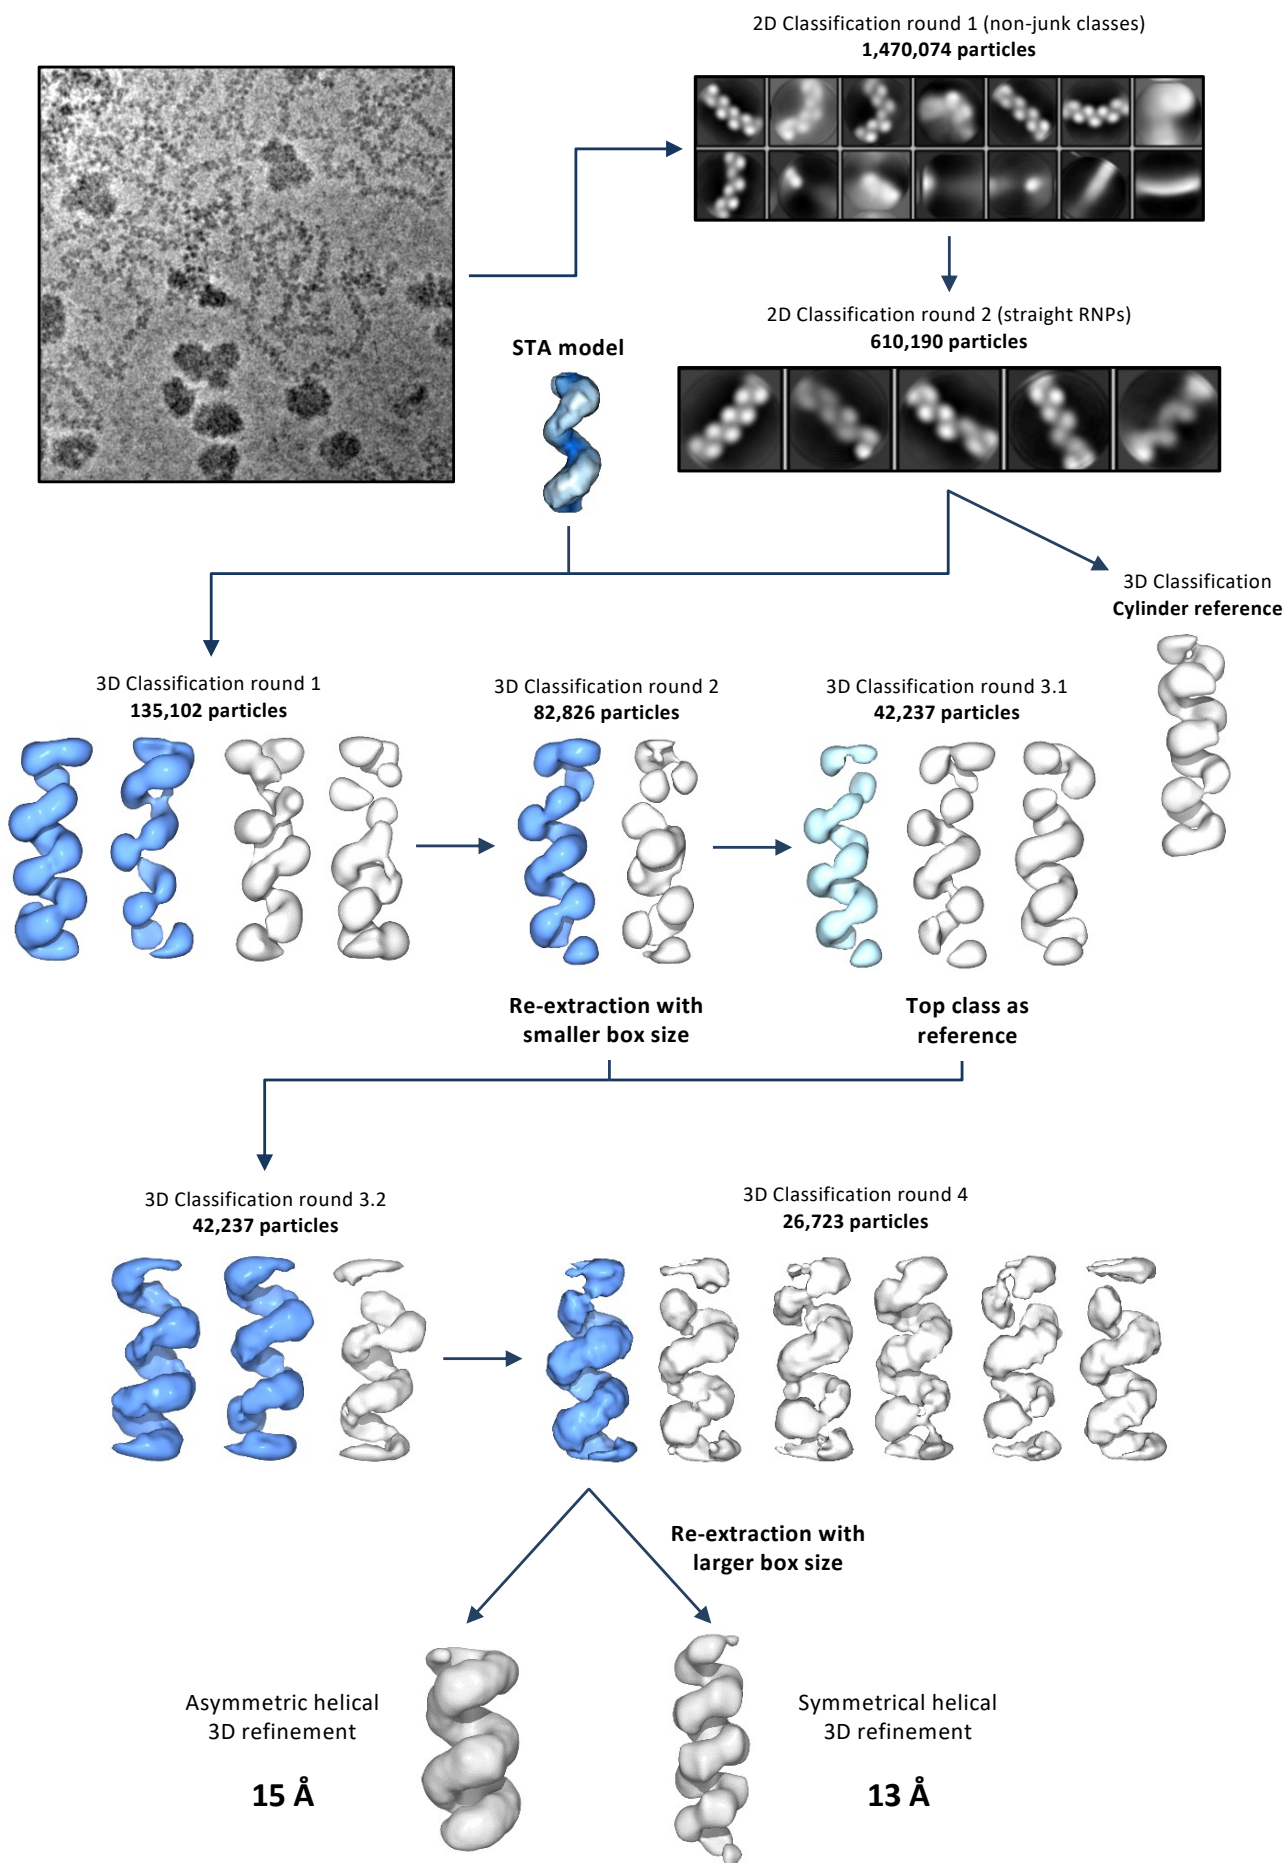 2D Classification round 1 (non-junk classes)
1,470,074 particles
2D Classification round 2 (straight RNPs)
610,190 particles
STA model
3D Classification
Cylinder reference
3D Classification round 1
135,102 particles
3D Classification round 2
82,826 particles
3D Classification round 3.1
42,237 particles
Re-extraction with
smaller box size
Top class as
reference
3D Classification round 3.2
42,237 particles
3D Classification round 4
26,723 particles
Re-extraction with
larger box size
Asymmetric helical
3D refinement
15 Å
Symmetrical helical
3D refinement
13 Å